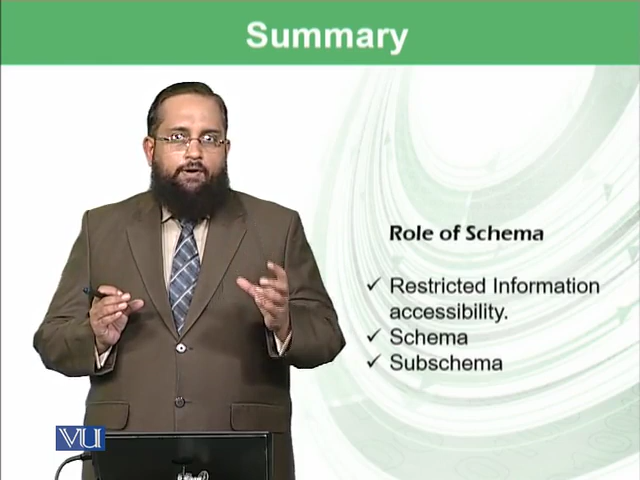 Summary
Role of Schema
✓ Restricted Information
accessibility.
✓ Schema
✓ Subschema
VU